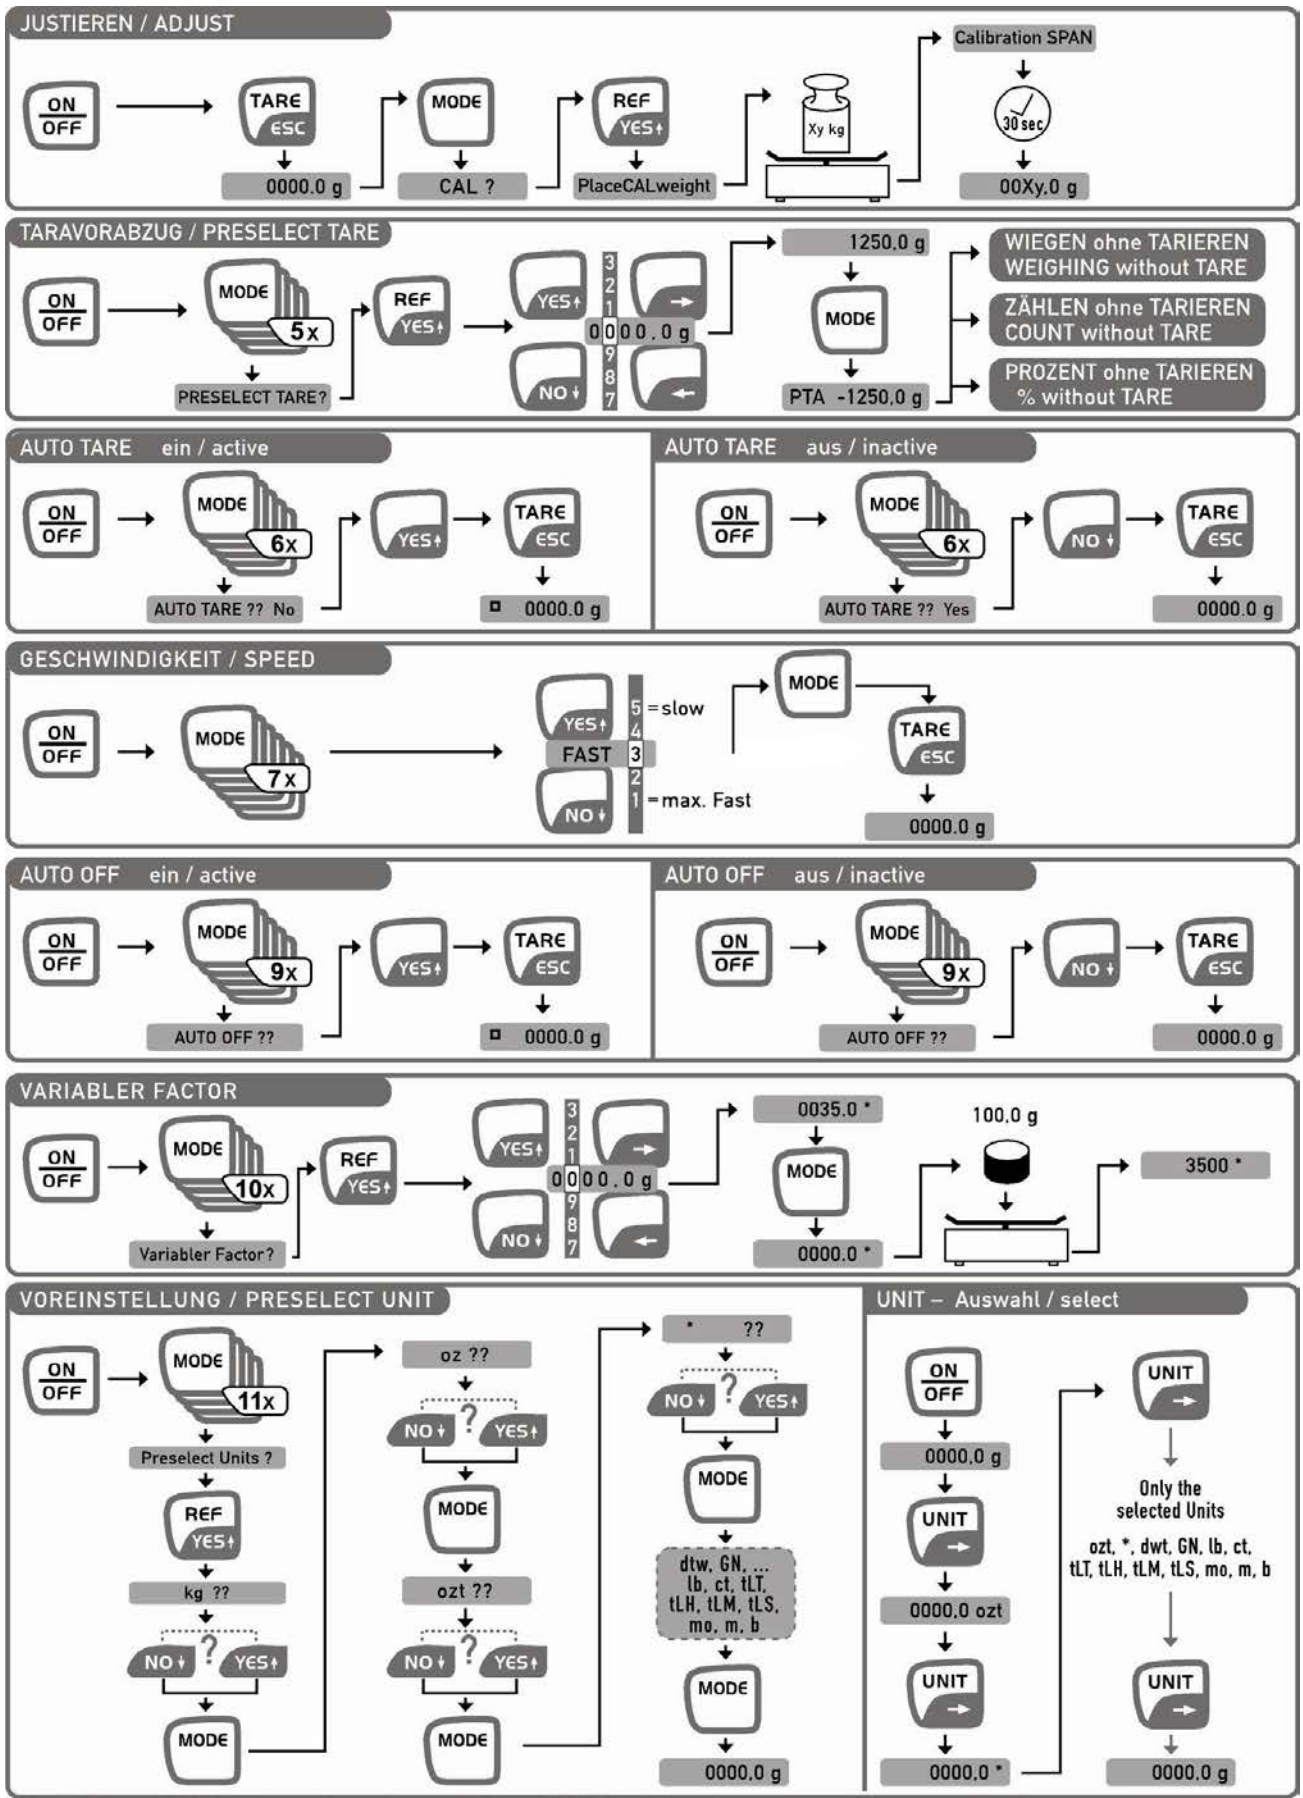 JUSTIEREN / ADJUST
ON
OFF
TARE
ESC
0000.0 g
MODE
CAL ?
REF
YES↑
PlaceCALweight
Xy kg
Calibration SPAN
30 sec
00Xy,0 g
TARAVORABZUG / PRESELECT TARE
ON
OFF
MODE
5x
PRESELECT TARE?
REF
YES↑
YES↑
NO↓
3
2
1
0 0 0 0 . 0 g
9
8
7
→
←
1250,0 g
MODE
PTA -1250,0 g
WIEGEN ohne TARIEREN
WEIGHING without TARE
ZÄHLEN ohne TARIEREN
COUNT without TARE
PROZENT ohne TARIEREN
% without TARE
AUTO TARE ein / active
ON
OFF
MODE
6x
AUTO TARE ?? No
YES↑
TARE
ESC
0000.0 g
AUTO TARE aus / inactive
ON
OFF
MODE
6x
AUTO TARE ?? Yes
NO↓
TARE
ESC
0000.0 g
GESCHWINDIGKEIT / SPEED
ON
OFF
MODE
7x
YES↑
5 =slow
4
FAST 3
2
1 =max. Fast
NO↓
MODE
TARE
ESC
0000.0 g
AUTO OFF ein / active
ON
OFF
MODE
9x
AUTO OFF ??
YES↑
TARE
ESC
0000.0 g
AUTO OFF aus / inactive
ON
OFF
MODE
9x
AUTO OFF ??
NO↓
TARE
ESC
0000.0 g
VARIABLER FACTOR
ON
OFF
MODE
10x
Variabler Factor?
REF
YES↑
YES↑
NO↓
3
2
1
0 0 0 0 . 0 g
9
8
7
→
←
0035.0 *
MODE
0000.0 *
100,0 g
3500 *
VOREINSTELLUNG / PRESELECT UNIT
ON
OFF
MODE
11x
Preselect Units ?
REF
YES↑
kg ??
NO↓ ? YES↑
MODE
oz ??
NO↓ ? YES↑
MODE
ozt ??
NO↓ ? YES↑
MODE
* ??
NO↓ ? YES↑
MODE
dtw, GN, ...
lb, ct, tLT,
tLH, tLM, tLS,
mo, m, b
MODE
0000,0 g
UNIT – Auswahl / select
ON
OFF
0000,0 g
UNIT
→
0000,0 ozt
UNIT
→
0000,0 *
UNIT
→
Only the
selected Units
ozt, *, dwt, GN, lb, ct,
tLT, tLH, tLM, tLS, mo, m, b
UNIT
→
0000,0 g